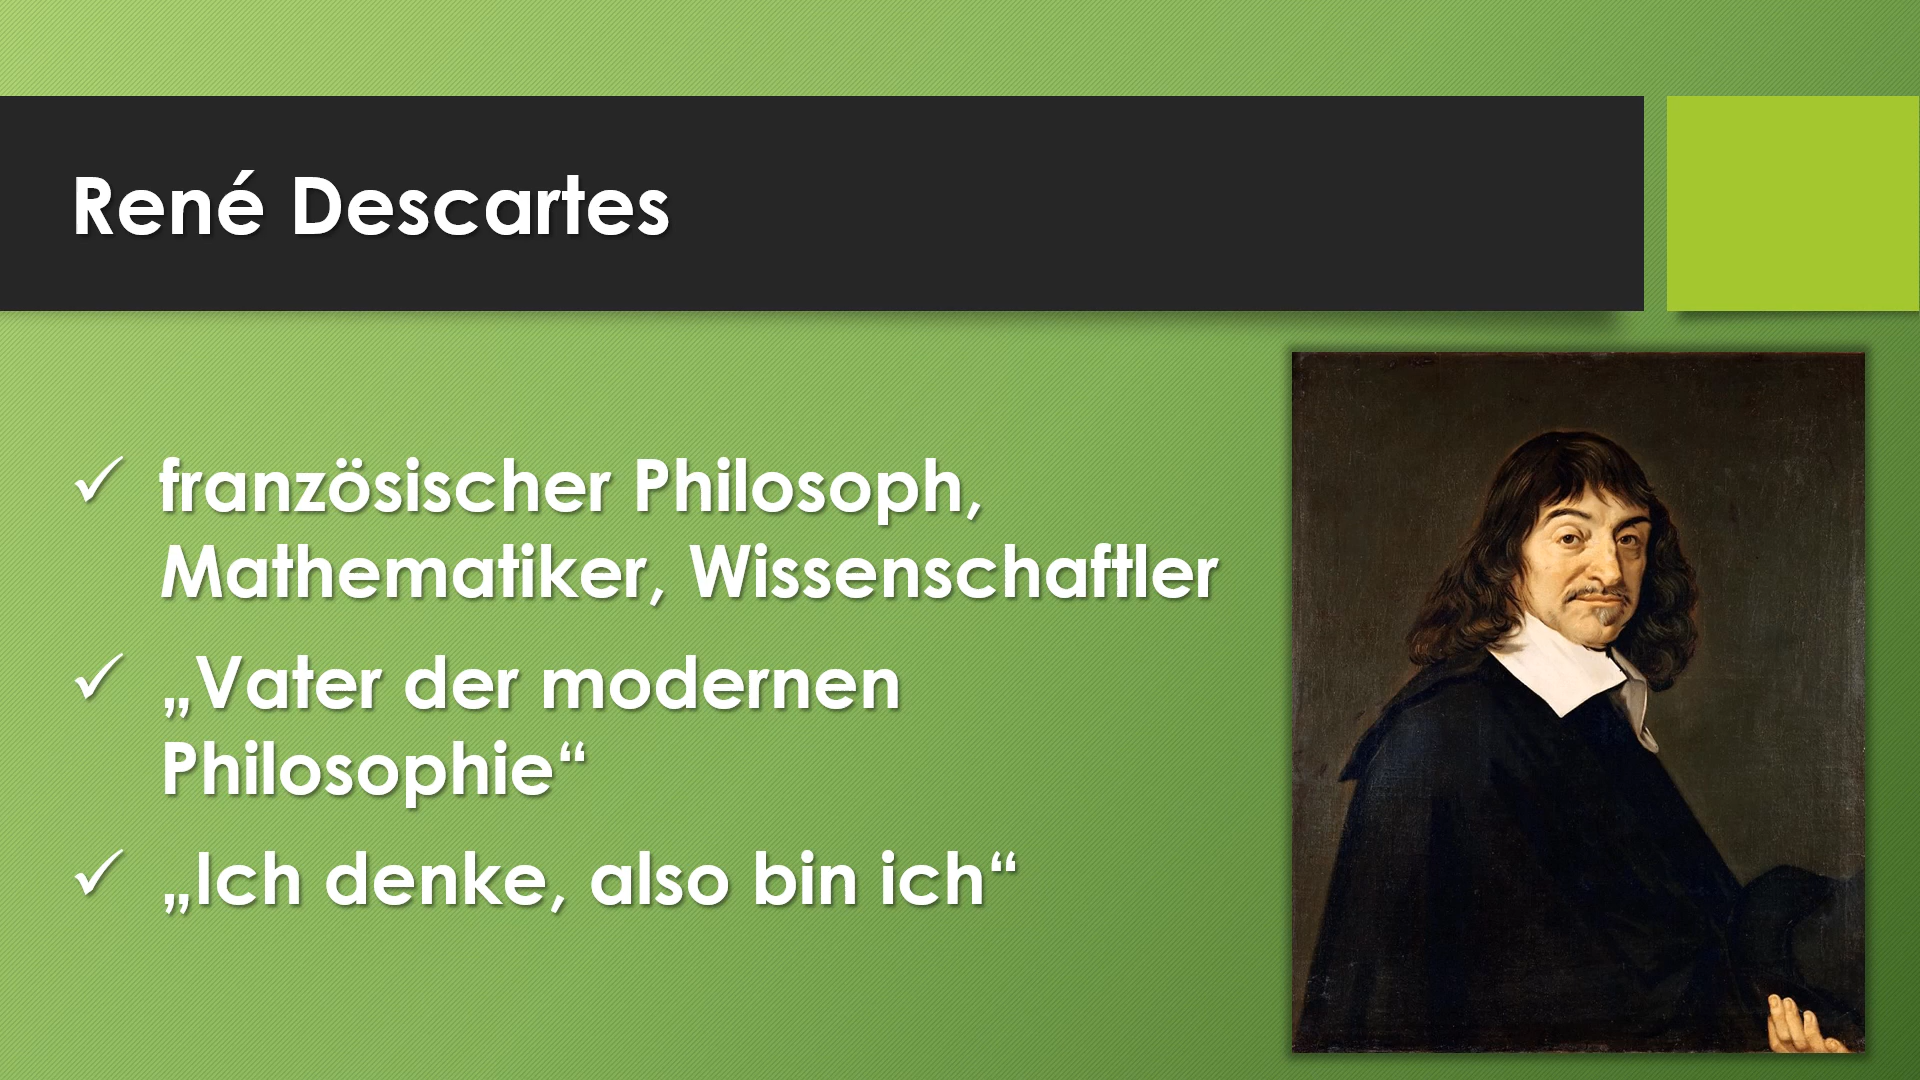 René Descartes
französischer Philosoph,
Mathematiker, Wissenschaftler
„Vater der modernen
Philosophie“
„Ich denke, also bin ich“